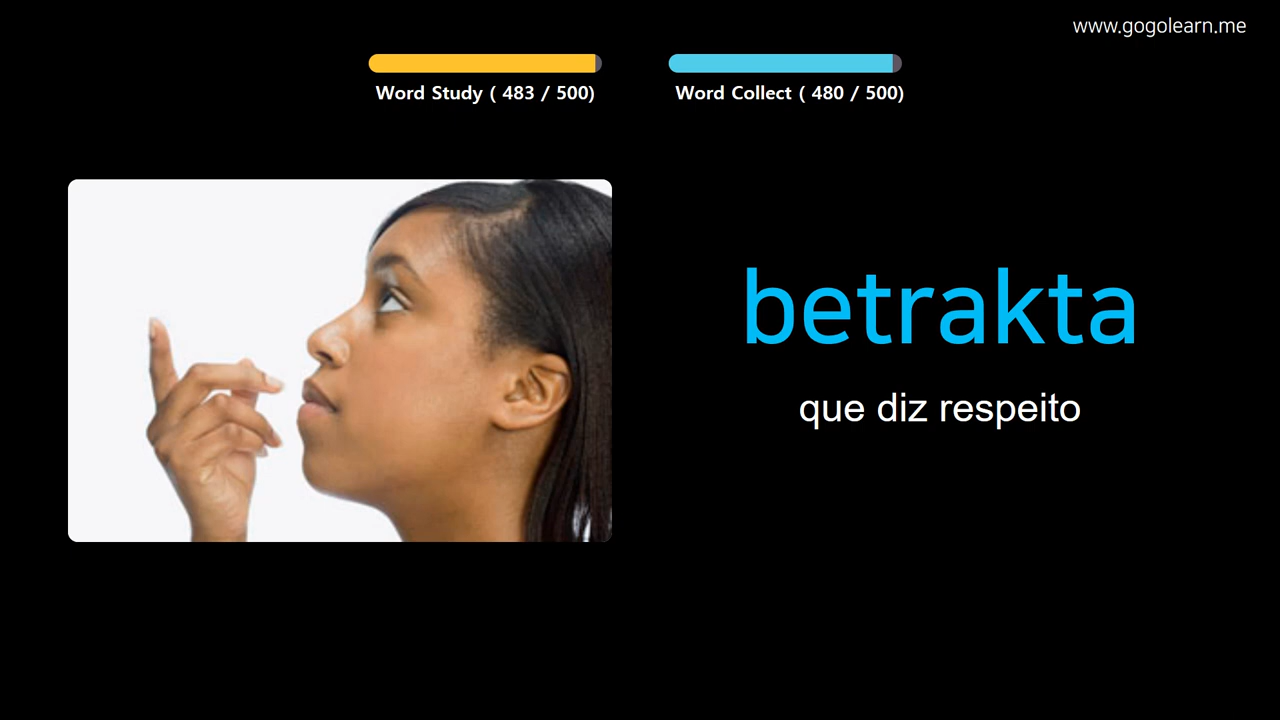 www.gogolearn.me
Word Study ( 483 / 500)
Word Collect ( 480 / 500)
betrakta
que diz respeito